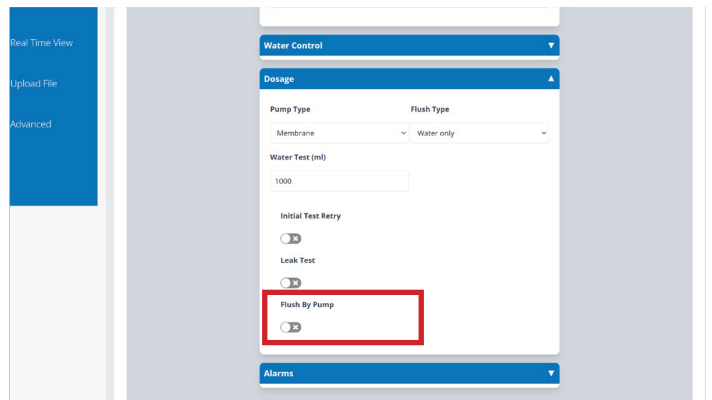 Real Time View
Upload File
Advanced
Water Control
Dosage
Pump Type Flush Type
Membrane Water only
Water Test (ml)
1000
Initial Test Retry
Leak Test
Flush By Pump
Alarms